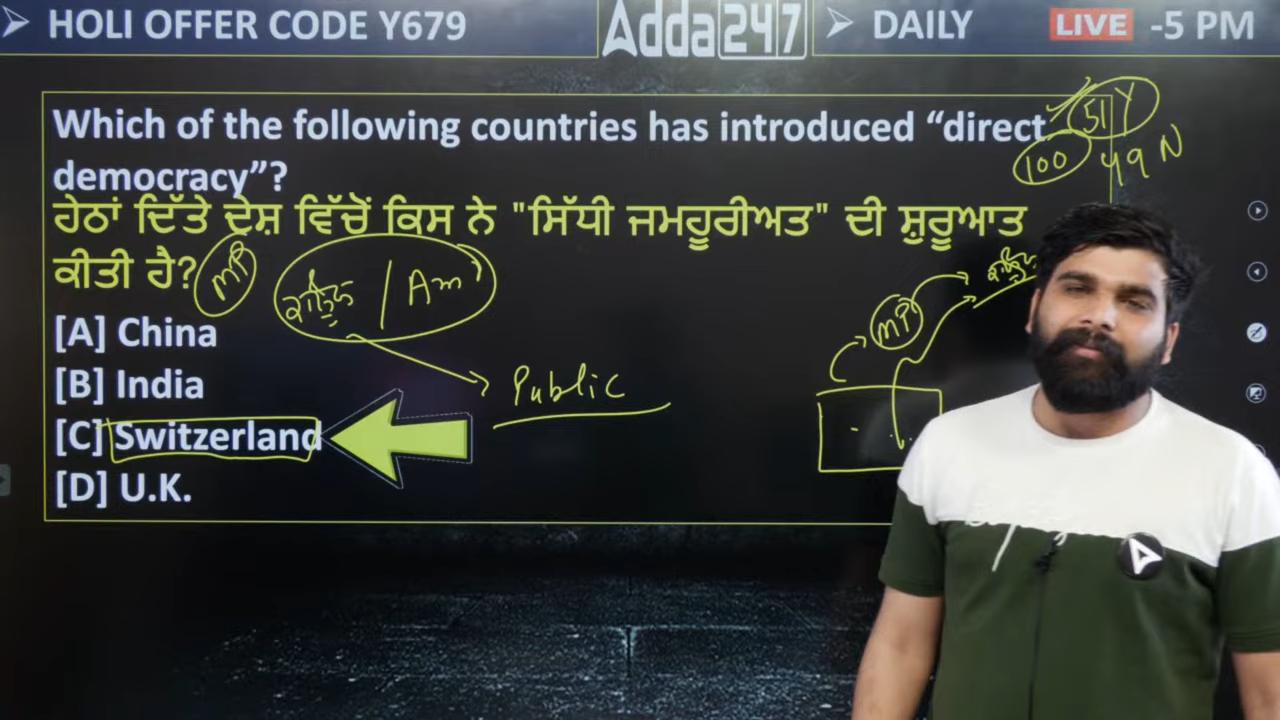 HOLI OFFER CODE Y679
Adda247
DAILY LIVE -5 PM
Which of the following countries has introduced “direct
democracy”?
ਹੇਠਾਂ ਦਿੱਤੇ ਦੇਸ਼ ਵਿੱਚੋਂ ਕਿਸ ਨੇ "ਸਿੱਧੀ ਜਮਹੂਰੀਅਤ" ਦੀ ਸ਼ੁਰੂਆਤ
ਕੀਤੀ ਹੈ?
[A] China
[B] India
[C] Switzerland
[D] U.K.
51 Y
100 49 N
MP
/ Am
Public
MP